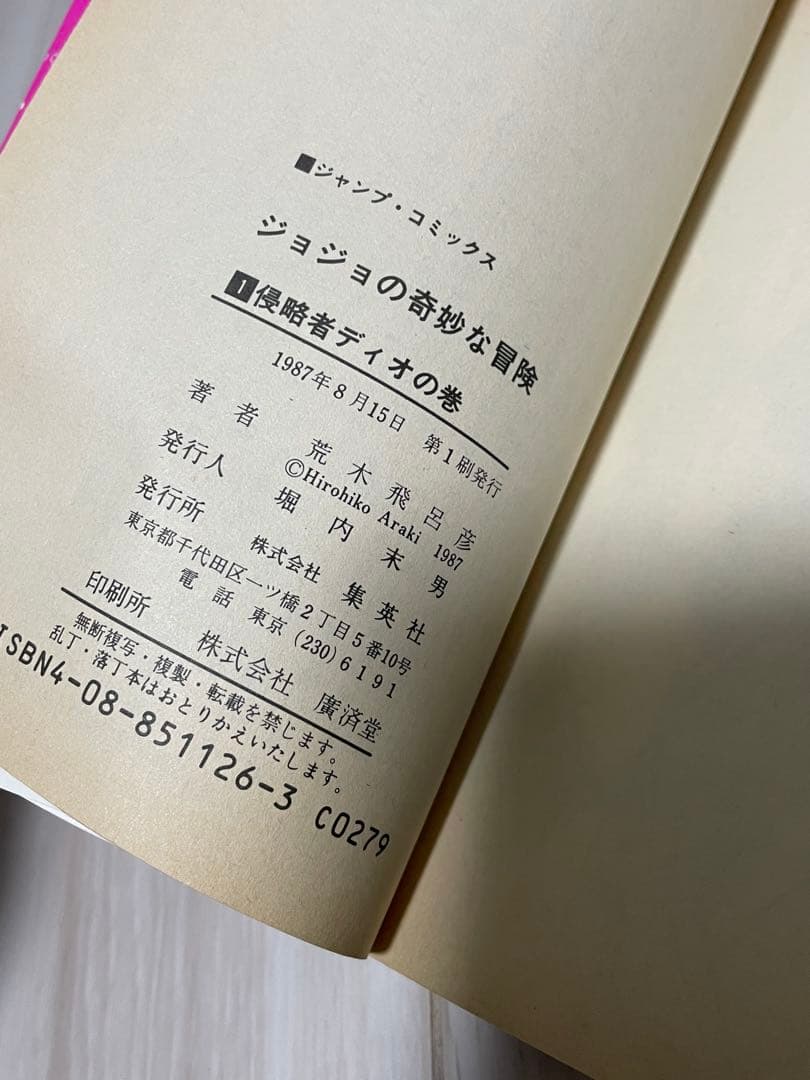 ■ジャンプ・コミックス
ジョジョの奇妙な冒険
1侵略者ディオの巻
1987年8月15日 第1刷発行
著者 荒木飛呂彦
©Hirohiko Araki 1987
発行人 堀内末男
発行所 株式会社 集英社
東京都千代田区一ツ橋2丁目5番10号
電話 東京 (230) 6191
印刷所 株式会社 廣済堂
無断複写・複製・転載を禁じます。
乱丁・落丁本はおとりかえいたします。
ISBN4-08-851126-3 C0279